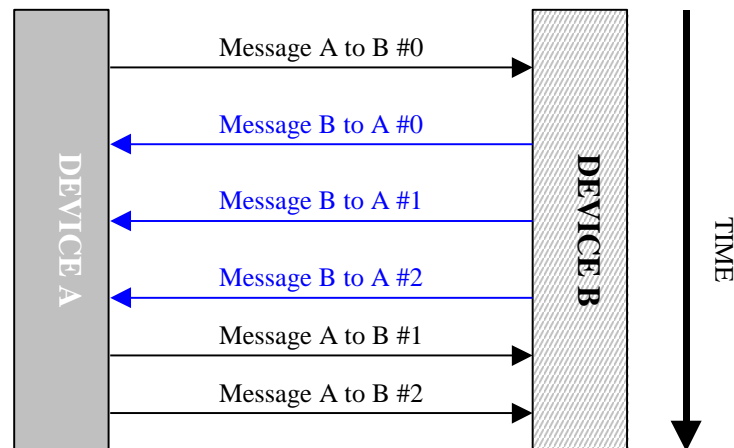 Message A to B #0
Message B to A #0
Message B to A #1
Message B to A #2
Message A to B #1
Message A to B #2
DEVICE A
DEVICE B
TIME